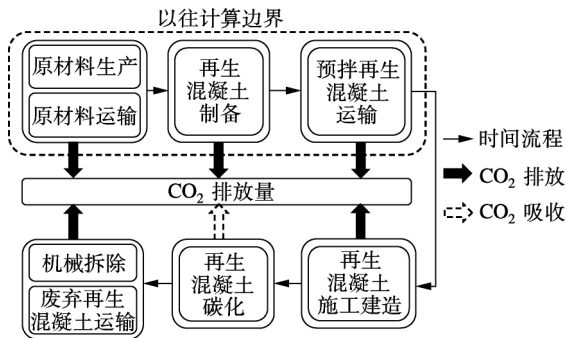 以往计算边界
原材料生产
原材料运输
再生
混凝土
制备
预拌再生
混凝土
运输
时间流程
CO₂ 排放
CO₂ 吸收
CO₂ 排放量
机械拆除
废弃再生
混凝土运输
再生
混凝土
碳化
再生
混凝土
施工建造